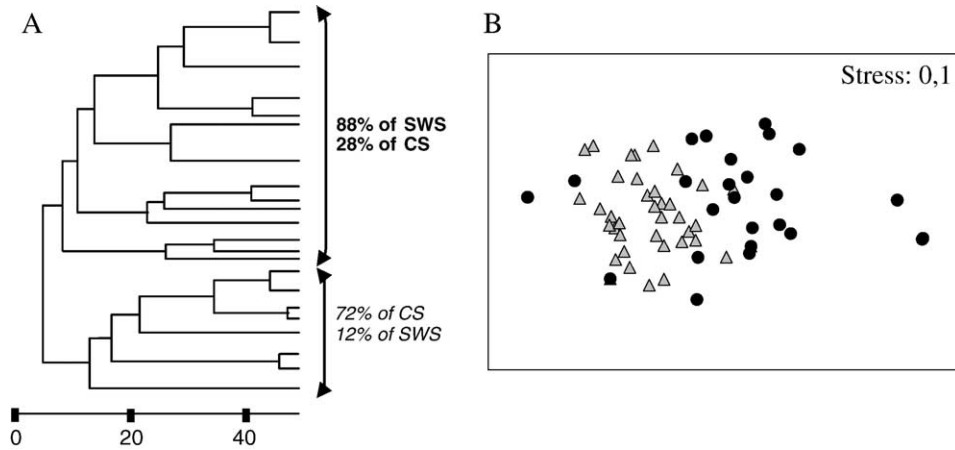 A
B
Stress: 0,1
88% of SWS
28% of CS
72% of CS
12% of SWS
0 20 40